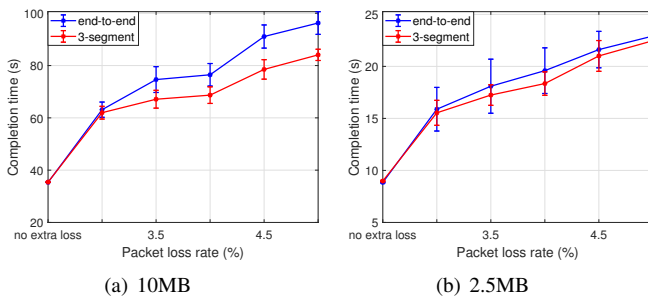 end-to-end
3-segment
100
80
60
40
20
Completion time (s)
no extra loss
3.5
4.5
Packet loss rate (%)
(a) 10MB
end-to-end
3-segment
25
20
15
10
5
Completion time (s)
no extra loss
3.5
4.5
Packet loss rate (%)
(b) 2.5MB